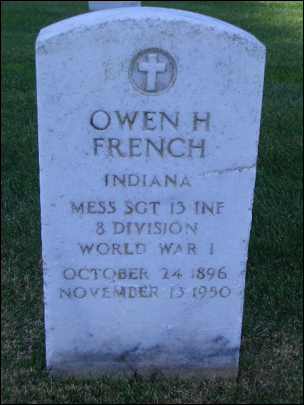 OWEN H
FRENCH
INDIANA
MESS SGT 13 INF
8 DIVISION
WORLD WAR I
OCTOBER 24 1896
NOVEMBER 13 1950